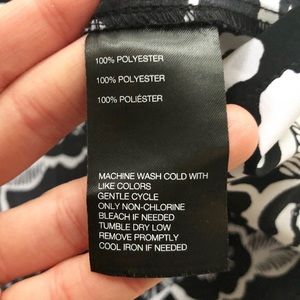 100% POLYESTER
100% POLYESTER
100% POLIÉSTER
MACHINE WASH COLD WITH
LIKE COLORS
GENTLE CYCLE
ONLY NON-CHLORINE
BLEACH IF NEEDED
TUMBLE DRY LOW
REMOVE PROMPTLY
COOL IRON IF NEEDED